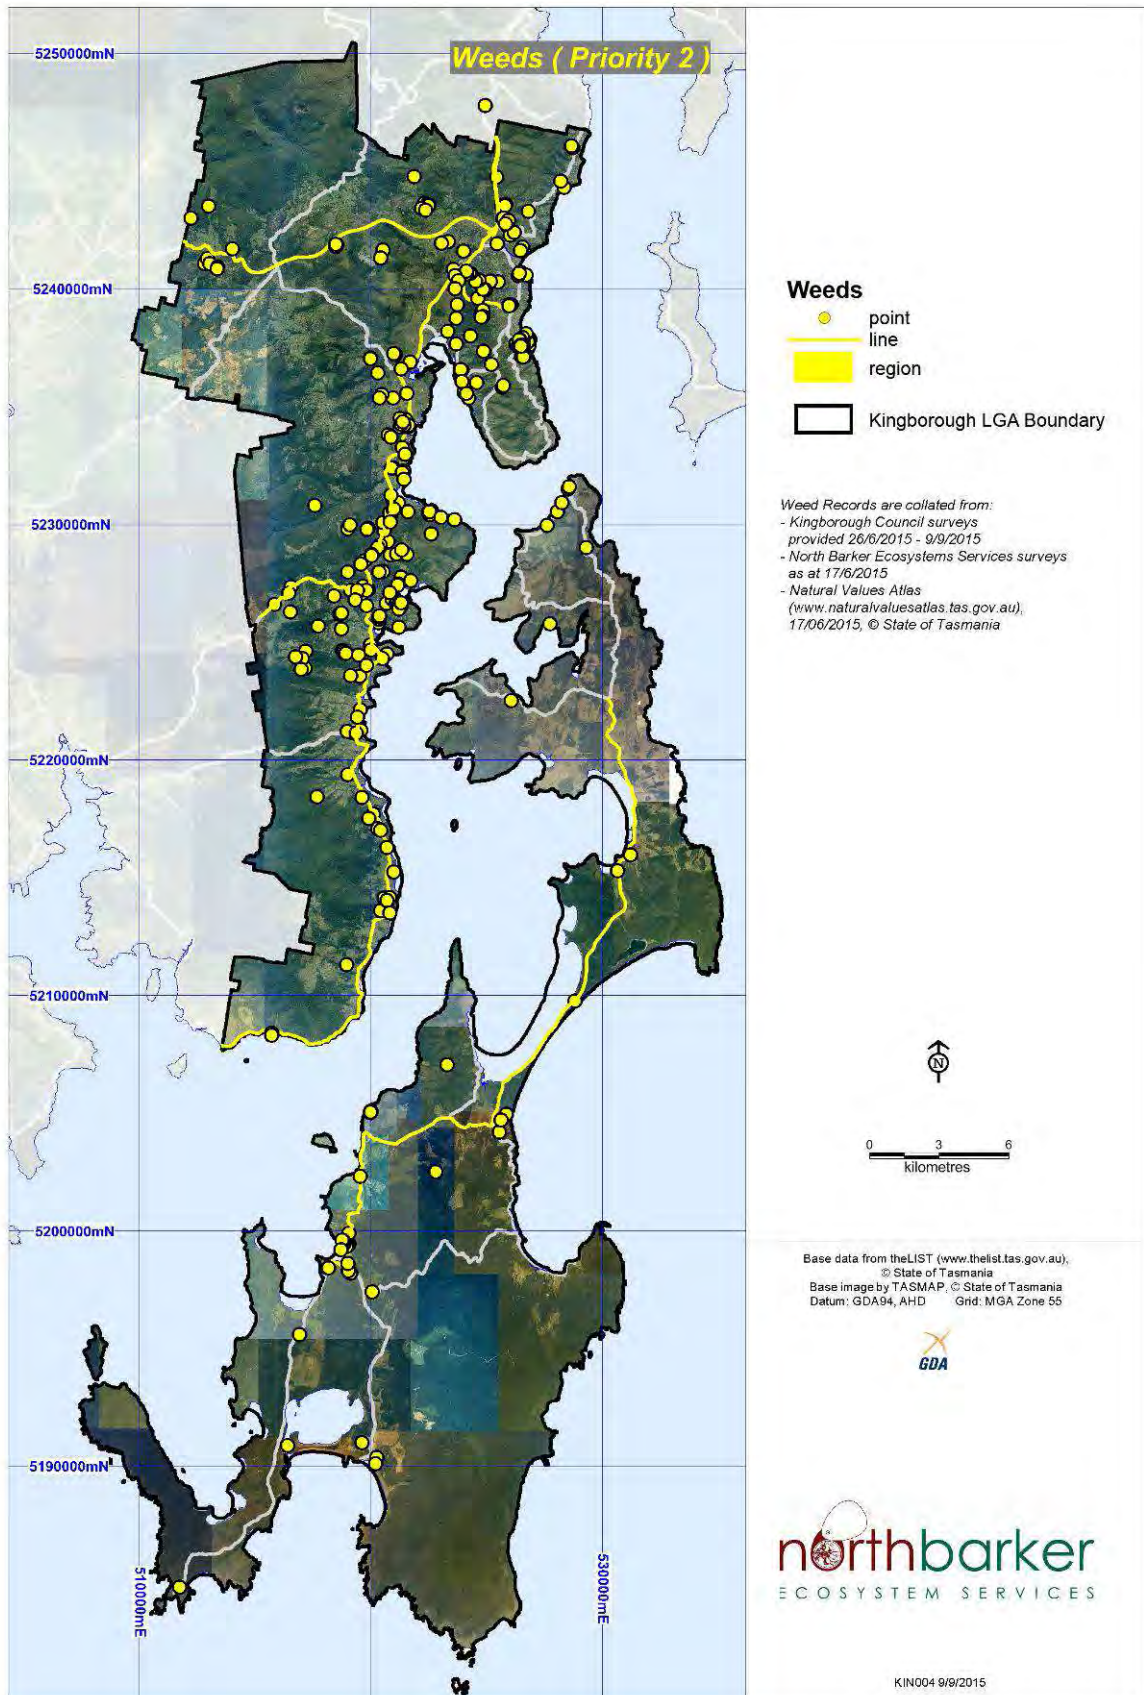 Weeds ( Priority 2 )
5250000mN
5240000mN
5230000mN
5220000mN
5210000mN
5200000mN
5190000mN
510000mE
530000mE
Weeds
point
line
region
Kingborough LGA Boundary
Weed Records are collated from:
- Kingborough Council surveys
provided 26/6/2015 - 9/9/2015
- North Barker Ecosystems Services surveys
as at 17/6/2015
- Natural Values Atlas
(www.naturalvaluesatlas.tas.gov.au),
17/06/2015, © State of Tasmania
N
0 3 6
kilometres
Base data from theLIST (www.thelist.tas.gov.au),
© State of Tasmania
Base image by TASMAP, © State of Tasmania
Datum: GDA94, AHD Grid: MGA Zone 55
GDA
northbarker
ECOSYSTEM SERVICES
KIN004 9/9/2015